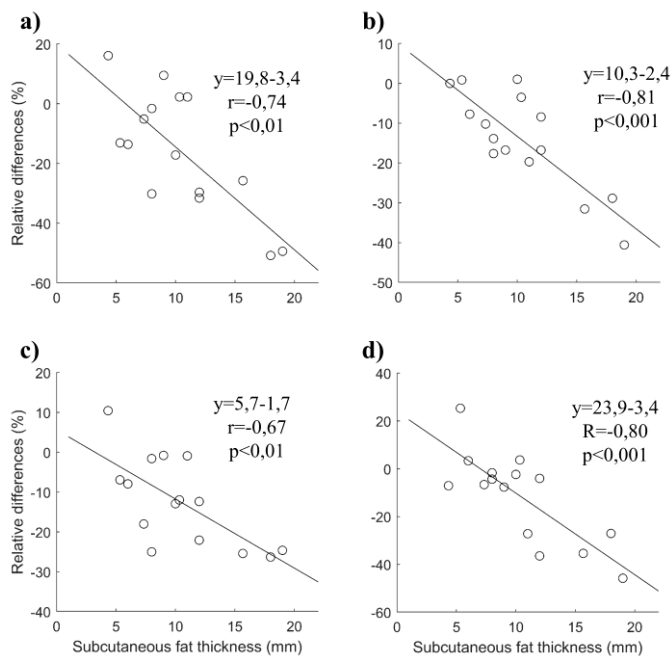 a)
20
0
-20
-40
-60
0
5
10
15
20
Relative differences (%)
y=19,8-3,4
r=-0,74
p<0,01
b)
10
0
-10
-20
-30
-40
-50
0
5
10
15
20
y=10,3-2,4
r=-0,81
p<0,001
c)
20
10
0
-10
-20
-30
-40
0
5
10
15
20
Relative differences (%)
Subcutaneous fat thickness (mm)
y=5,7-1,7
r=-0,67
p<0,01
d)
40
20
0
-20
-40
-60
0
5
10
15
20
Subcutaneous fat thickness (mm)
y=23,9-3,4
R=-0,80
p<0,001